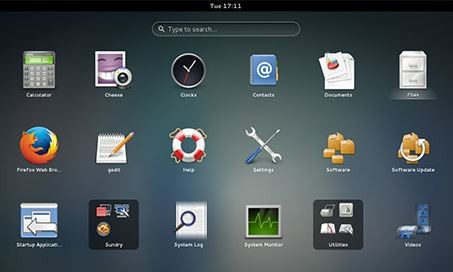 Tue 17:11
Type to search...
Calculator
Cheese
Clocks
Contacts
Documents
Files
Firefox Web Bro...
gedit
Help
Settings
Software
Software Update
Startup Applicati...
Sundry
System Log
System Monitor
Utilities
Videos